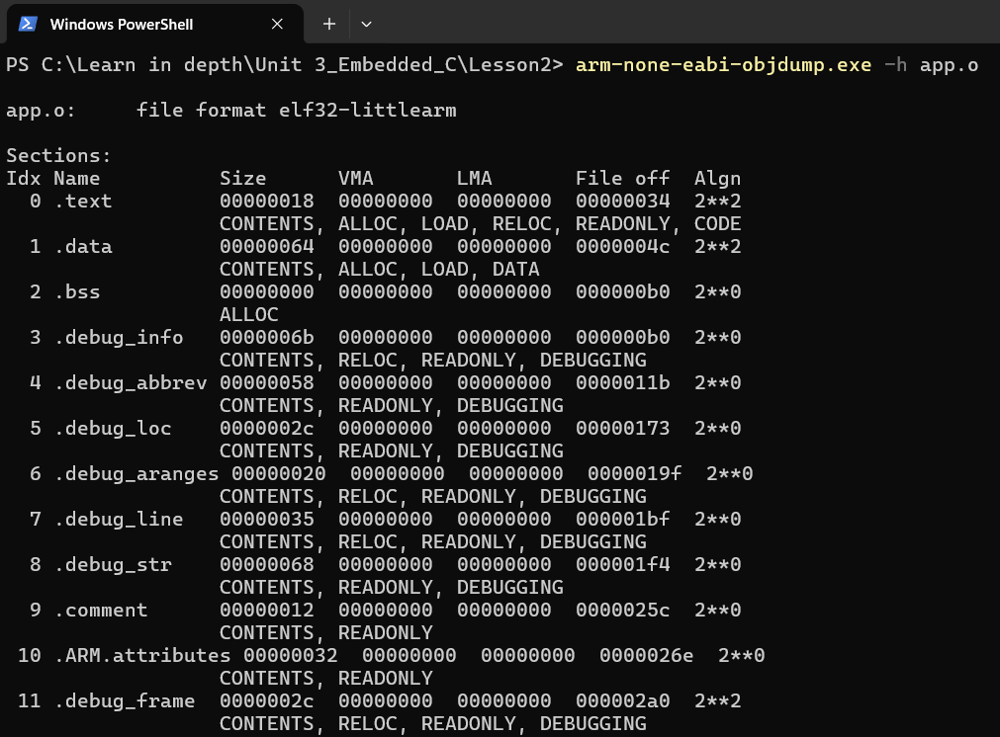 Windows PowerShell
PS C:\Learn in depth\Unit 3_Embedded_C\Lesson2> arm-none-eabi-objdump.exe -h app.o
app.o:     file format elf32-littlearm
Sections:
Idx Name          Size      VMA       LMA       File off  Algn
  0 .text         00000018  00000000  00000000  00000034  2**2
                  CONTENTS, ALLOC, LOAD, RELOC, READONLY, CODE
  1 .data         00000064  00000000  00000000  0000004c  2**2
                  CONTENTS, ALLOC, LOAD, DATA
  2 .bss          00000000  00000000  00000000  000000b0  2**0
                  ALLOC
  3 .debug_info   0000006b  00000000  00000000  000000b0  2**0
                  CONTENTS, RELOC, READONLY, DEBUGGING
  4 .debug_abbrev 00000058  00000000  00000000  0000011b  2**0
                  CONTENTS, READONLY, DEBUGGING
  5 .debug_loc    0000002c  00000000  00000000  00000173  2**0
                  CONTENTS, READONLY, DEBUGGING
  6 .debug_aranges 00000020  00000000  00000000  0000019f  2**0
                  CONTENTS, RELOC, READONLY, DEBUGGING
  7 .debug_line   00000035  00000000  00000000  000001bf  2**0
                  CONTENTS, RELOC, READONLY, DEBUGGING
  8 .debug_str    00000068  00000000  00000000  000001f4  2**0
                  CONTENTS, READONLY, DEBUGGING
  9 .comment      00000012  00000000  00000000  0000025c  2**0
                  CONTENTS, READONLY
 10 .ARM.attributes 00000032  00000000  00000000  0000026e  2**0
                  CONTENTS, READONLY
 11 .debug_frame  0000002c  00000000  00000000  000002a0  2**2
                  CONTENTS, RELOC, READONLY, DEBUGGING